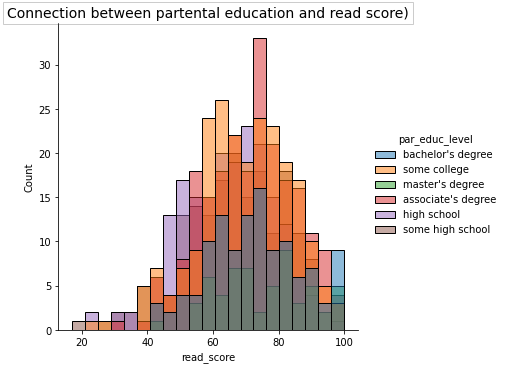 Connection between partental education and read score)
30
25
20
15
10
5
0
Count
20
40
60
80
100
read_score
par_educ_level
bachelor's degree
some college
master's degree
associate's degree
high school
some high school